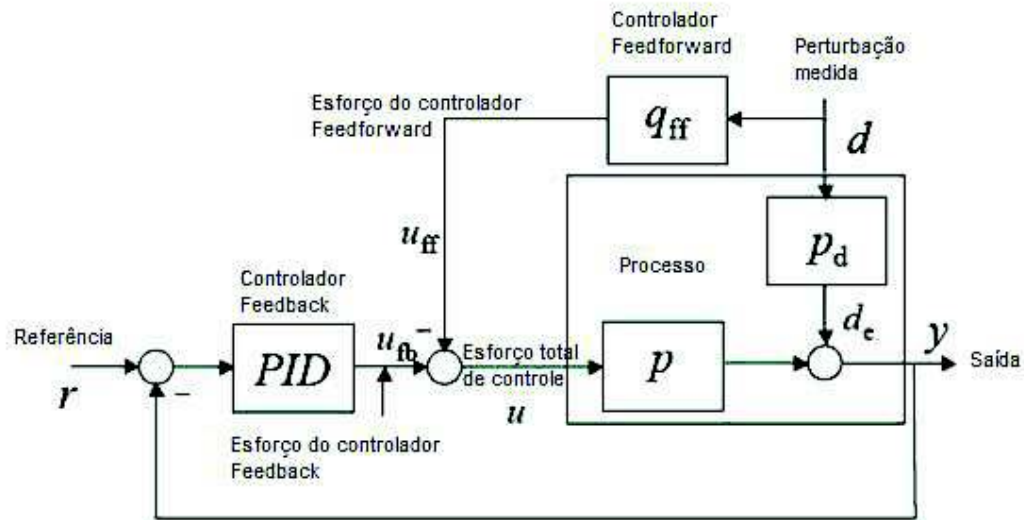 Controlador
Feedforward
Perturbação
medida
Esforço do controlador
Feedforward
q_ff
d
u_ff
Processo
p_d
Controlador
Feedback
Referência
r
−
PID
u_fb
−
Esforço total
de controle
u
p
d_e
y
Saída
Esforço do controlador
Feedback